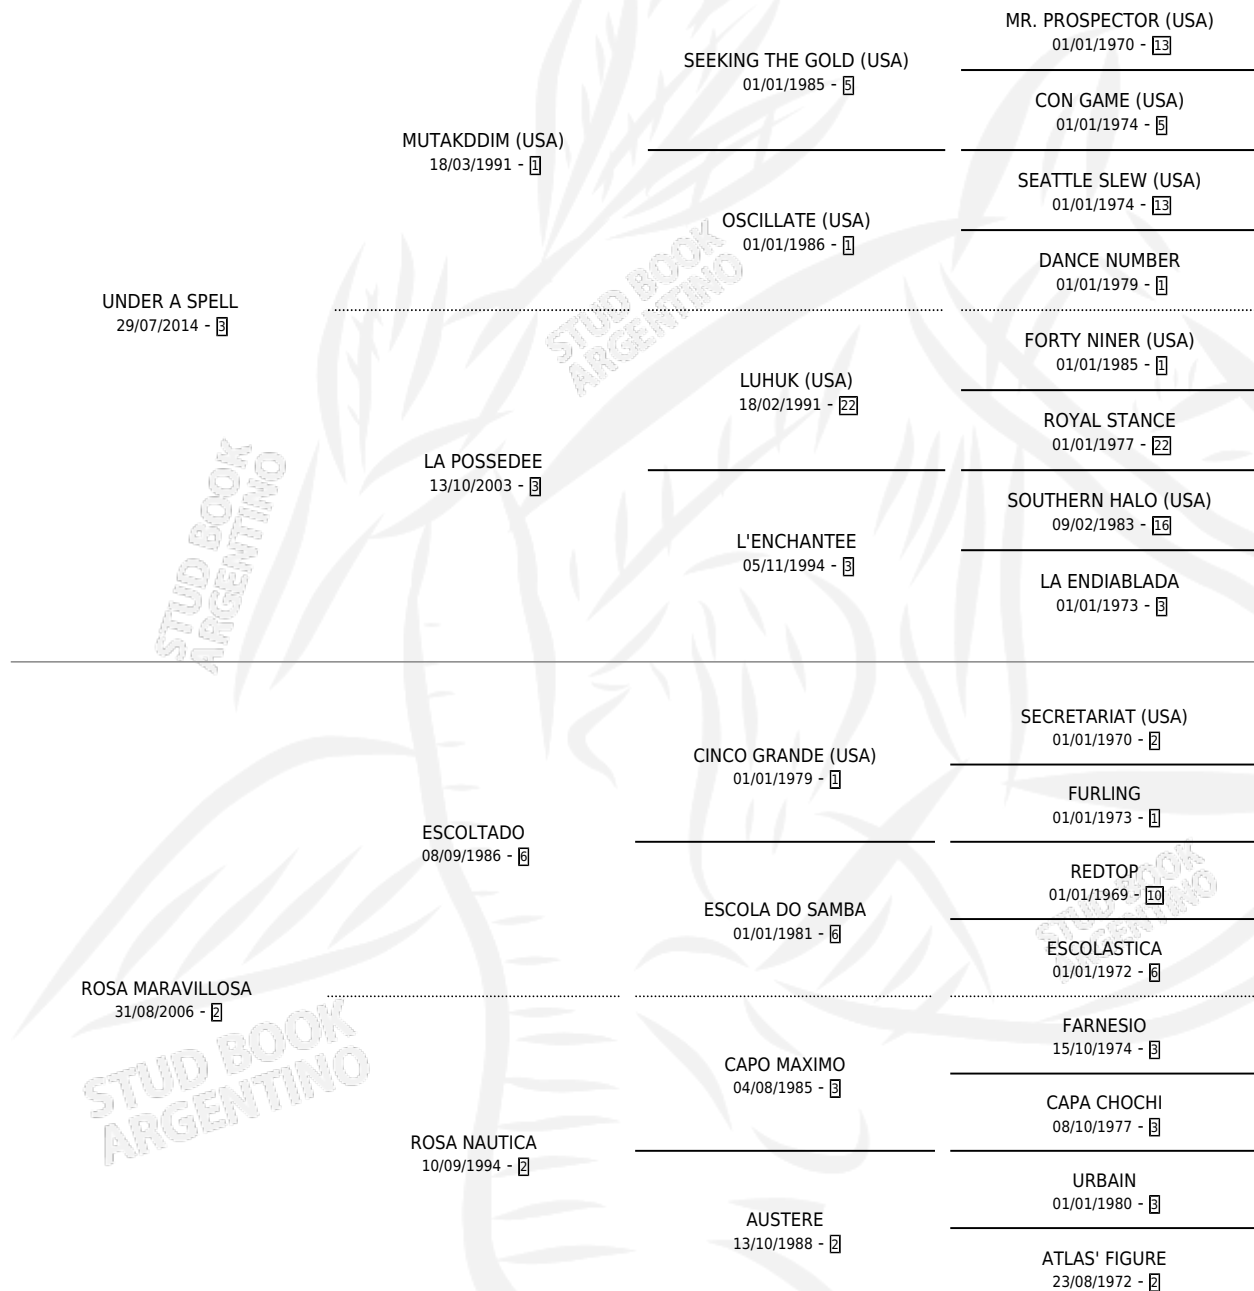 MR. PROSPECTOR (USA)
01/01/1970 - 13
SEEKING THE GOLD (USA)
01/01/1985 - 5
CON GAME (USA)
01/01/1974 - 5
MUTAKDDIM (USA)
18/03/1991 - 1
SEATTLE SLEW (USA)
01/01/1974 - 13
OSCILLATE (USA)
01/01/1986 - 1
DANCE NUMBER
01/01/1979 - 1
UNDER A SPELL
29/07/2014 - 3
FORTY NINER (USA)
01/01/1985 - 1
LUHUK (USA)
18/02/1991 - 22
ROYAL STANCE
01/01/1977 - 22
LA POSSEDEE
13/10/2003 - 3
SOUTHERN HALO (USA)
09/02/1983 - 16
L'ENCHANTEE
05/11/1994 - 3
LA ENDIABLADA
01/01/1973 - 3
SECRETARIAT (USA)
01/01/1970 - 2
CINCO GRANDE (USA)
01/01/1979 - 1
FURLING
01/01/1973 - 1
ESCOLTADO
08/09/1986 - 6
REDTOP
01/01/1969 - 10
ESCOLA DO SAMBA
01/01/1981 - 6
ESCOLASTICA
01/01/1972 - 6
ROSA MARAVILLOSA
31/08/2006 - 2
FARNESIO
15/10/1974 - 3
CAPO MAXIMO
04/08/1985 - 3
CAPA CHOCHI
08/10/1977 - 3
ROSA NAUTICA
10/09/1994 - 2
URBAIN
01/01/1980 - 3
AUSTERE
13/10/1988 - 2
ATLAS' FIGURE
23/08/1972 - 2
STUD BOOK
ARGENTINO
STUD BOOK
ARGENTINO
STUD BOOK
ARGENTINO
STUD BOOK
ARGENTINO